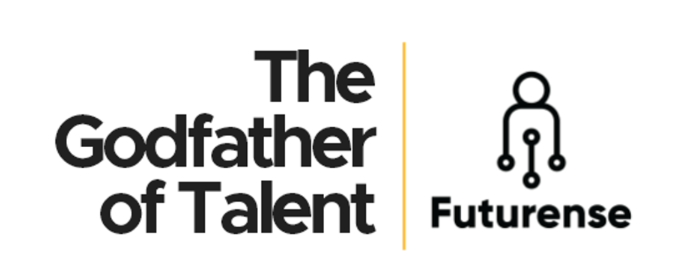 The
Godfather
of Talent
Futurense